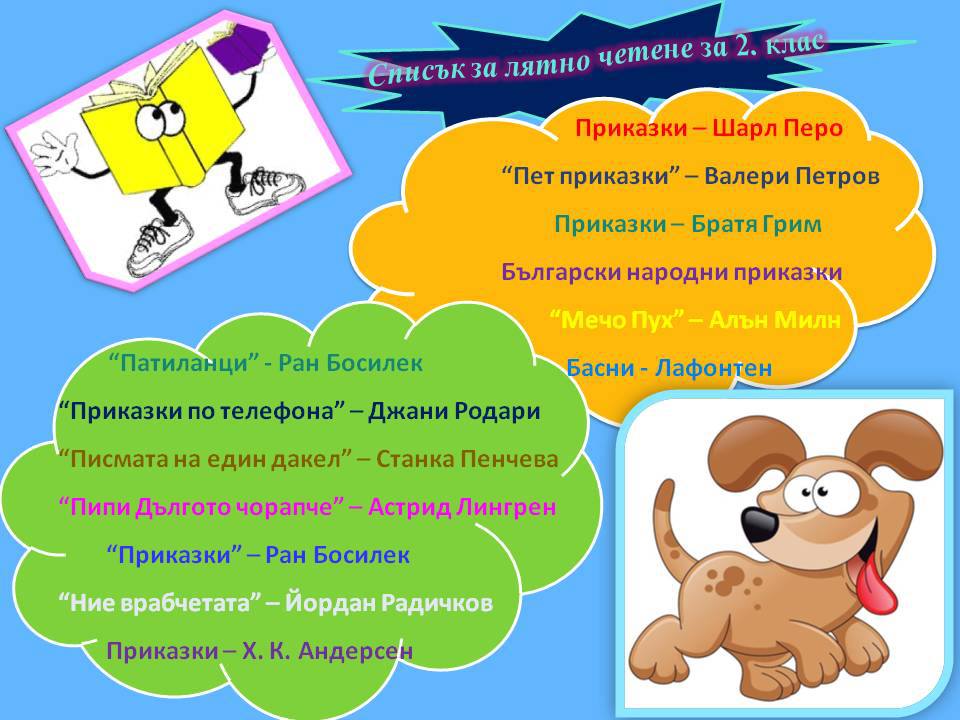 Списък за лятно четене за 2. клас
Приказки – Шарл Перо
“Пет приказки” – Валери Петров
Приказки – Братя Грим
Български народни приказки
“Мечо Пух” – Алън Милн
Басни - Лафонтен
“Патиланци” - Ран Босилек
“Приказки по телефона” – Джани Родари
“Писмата на един дакел” – Станка Пенчева
“Пипи Дългото чорапче” – Астрид Лингрен
“Приказки” – Ран Босилек
“Ние врабчетата” – Йордан Радичков
Приказки – Х. К. Андерсен